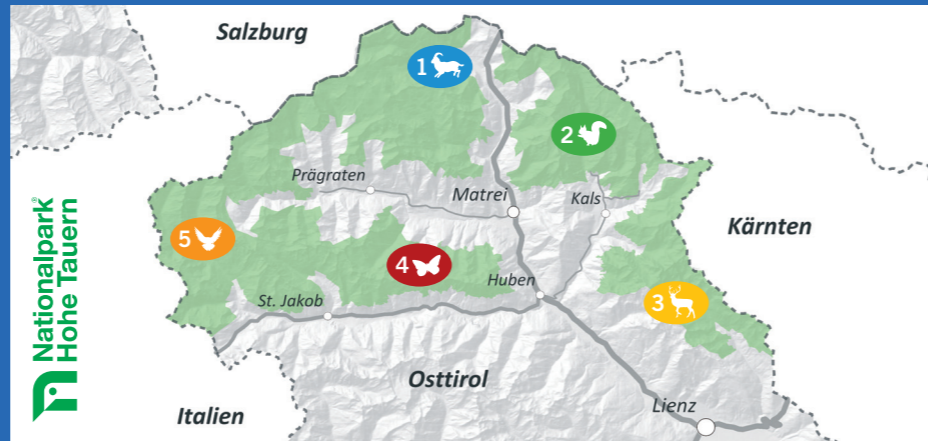 Salzburg
1
2
Prägraten
Matrei
Kals
Kärnten
5
4
Huben
St. Jakob
3
Osttirol
Lienz
Italien
Nationalpark®
Hohe Tauern